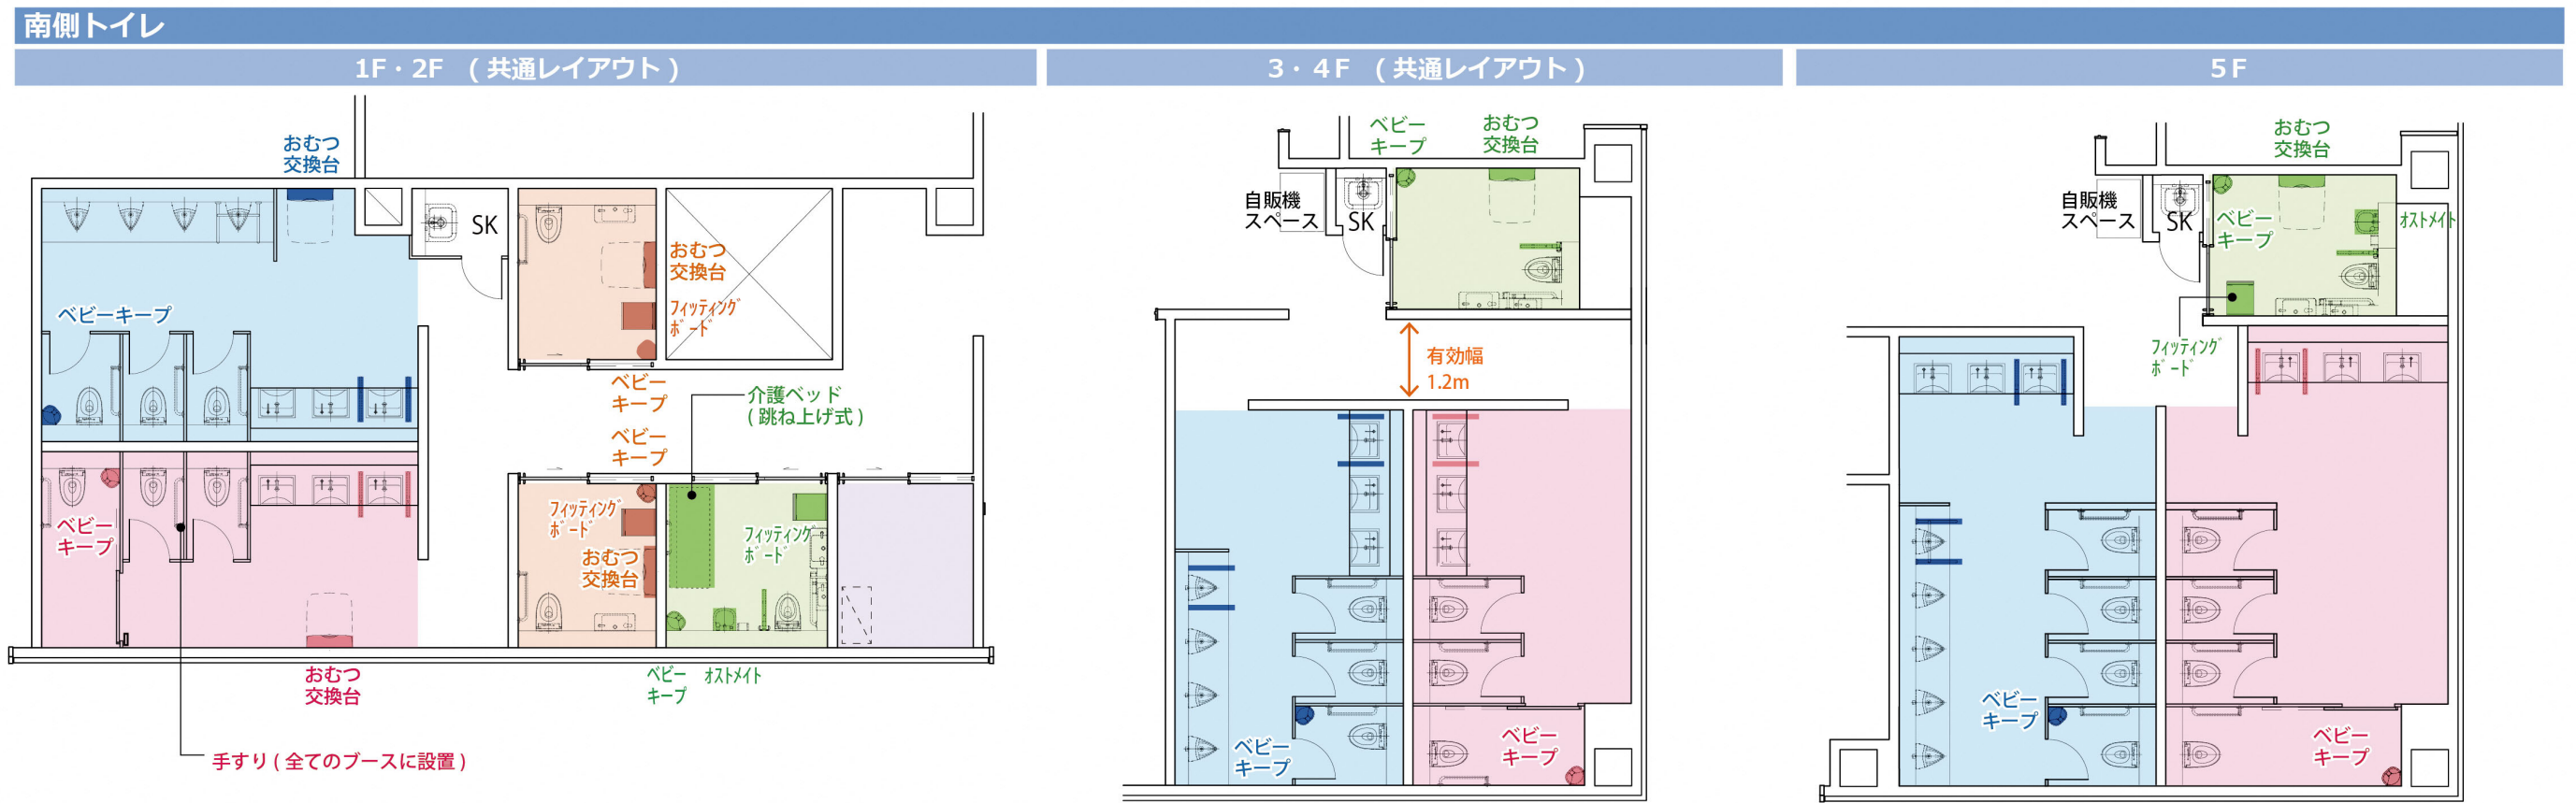 南側トイレ
1F・2F （共通レイアウト）
3・4F （共通レイアウト）
5F
おむつ
交換台
SK
ベビーキープ
おむつ
交換台
ﾌｨｯﾃｨﾝｸﾞ
ﾎﾞｰﾄﾞ
ベビー
キープ
介護ベッド
(跳ね上げ式)
ベビー
キープ
ベビー
キープ
ﾌｨｯﾃｨﾝｸﾞ
ﾎﾞｰﾄﾞ
おむつ
交換台
ﾌｨｯﾃｨﾝｸﾞ
ﾎﾞｰﾄﾞ
おむつ
交換台
ベビー
キープ
ｵｽﾄﾒｲﾄ
手すり(全てのブースに設置)
ベビー
キープ
おむつ
交換台
自販機
スペース
SK
有効幅
1.2m
ベビー
キープ
ベビー
キープ
おむつ
交換台
自販機
スペース
SK
ベビー
キープ
ｵｽﾄﾒｲﾄ
ﾌｨｯﾃｨﾝｸﾞ
ﾎﾞｰﾄﾞ
ベビー
キープ
ベビー
キープ